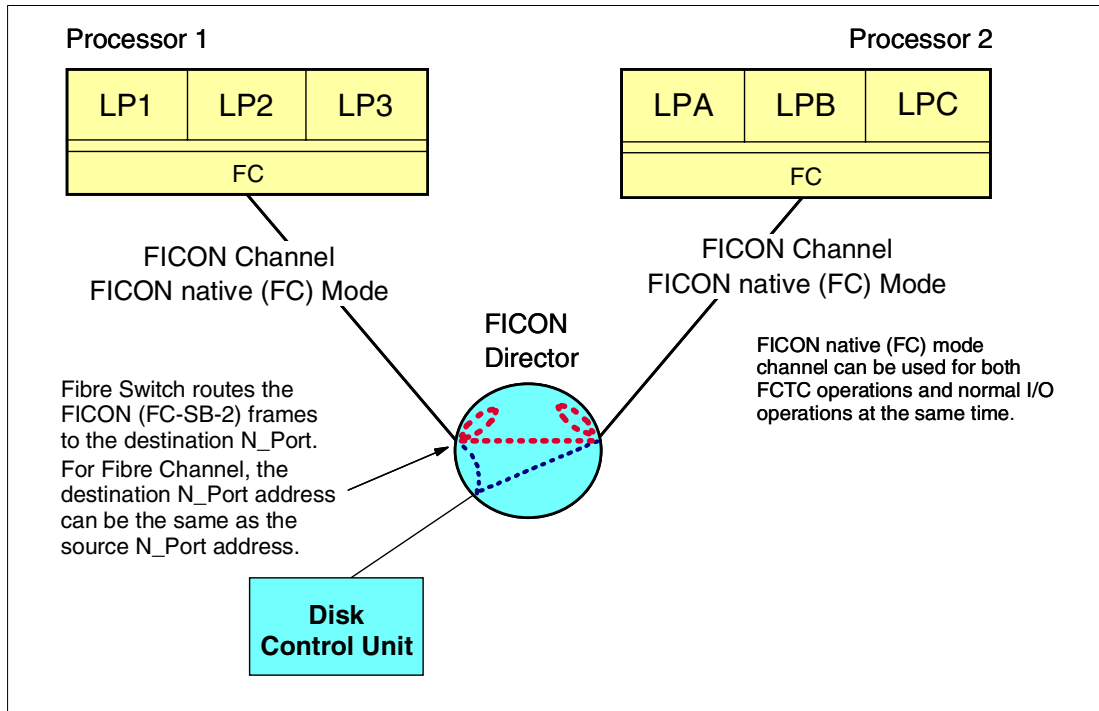 Processor 1
Processor 2
LP1 LP2 LP3
LPA LPB LPC
FC
FC
FICON Channel
FICON native (FC) Mode
FICON Channel
FICON native (FC) Mode
FICON
Director
FICON native (FC) mode
channel can be used for both
FCTC operations and normal I/O
operations at the same time.
Fibre Switch routes the
FICON (FC-SB-2) frames
to the destination N_Port.
For Fibre Channel, the
destination N_Port address
can be the same as the
source N_Port address.
Disk
Control Unit